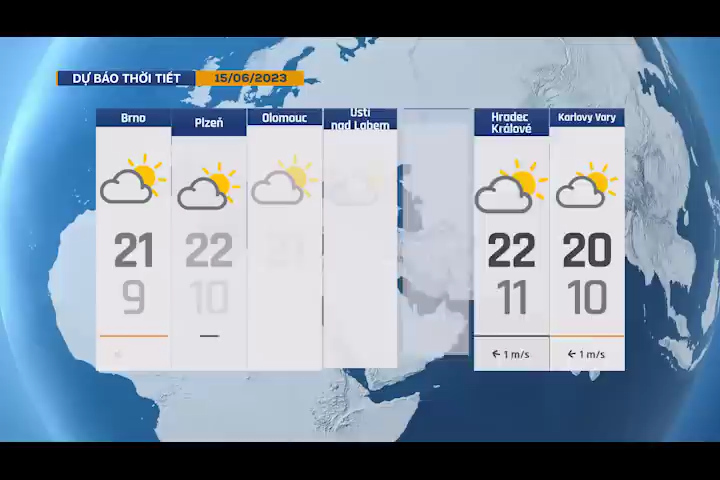 DỰ BÁO THỜI TIẾT 15/06/2023
Brno
Plzeň
Olomouc
Ústí
nad Labem
Hradec
Králové
Karlovy Vary
21
22
21
22
20
9
10
11
10
1 m/s
1 m/s